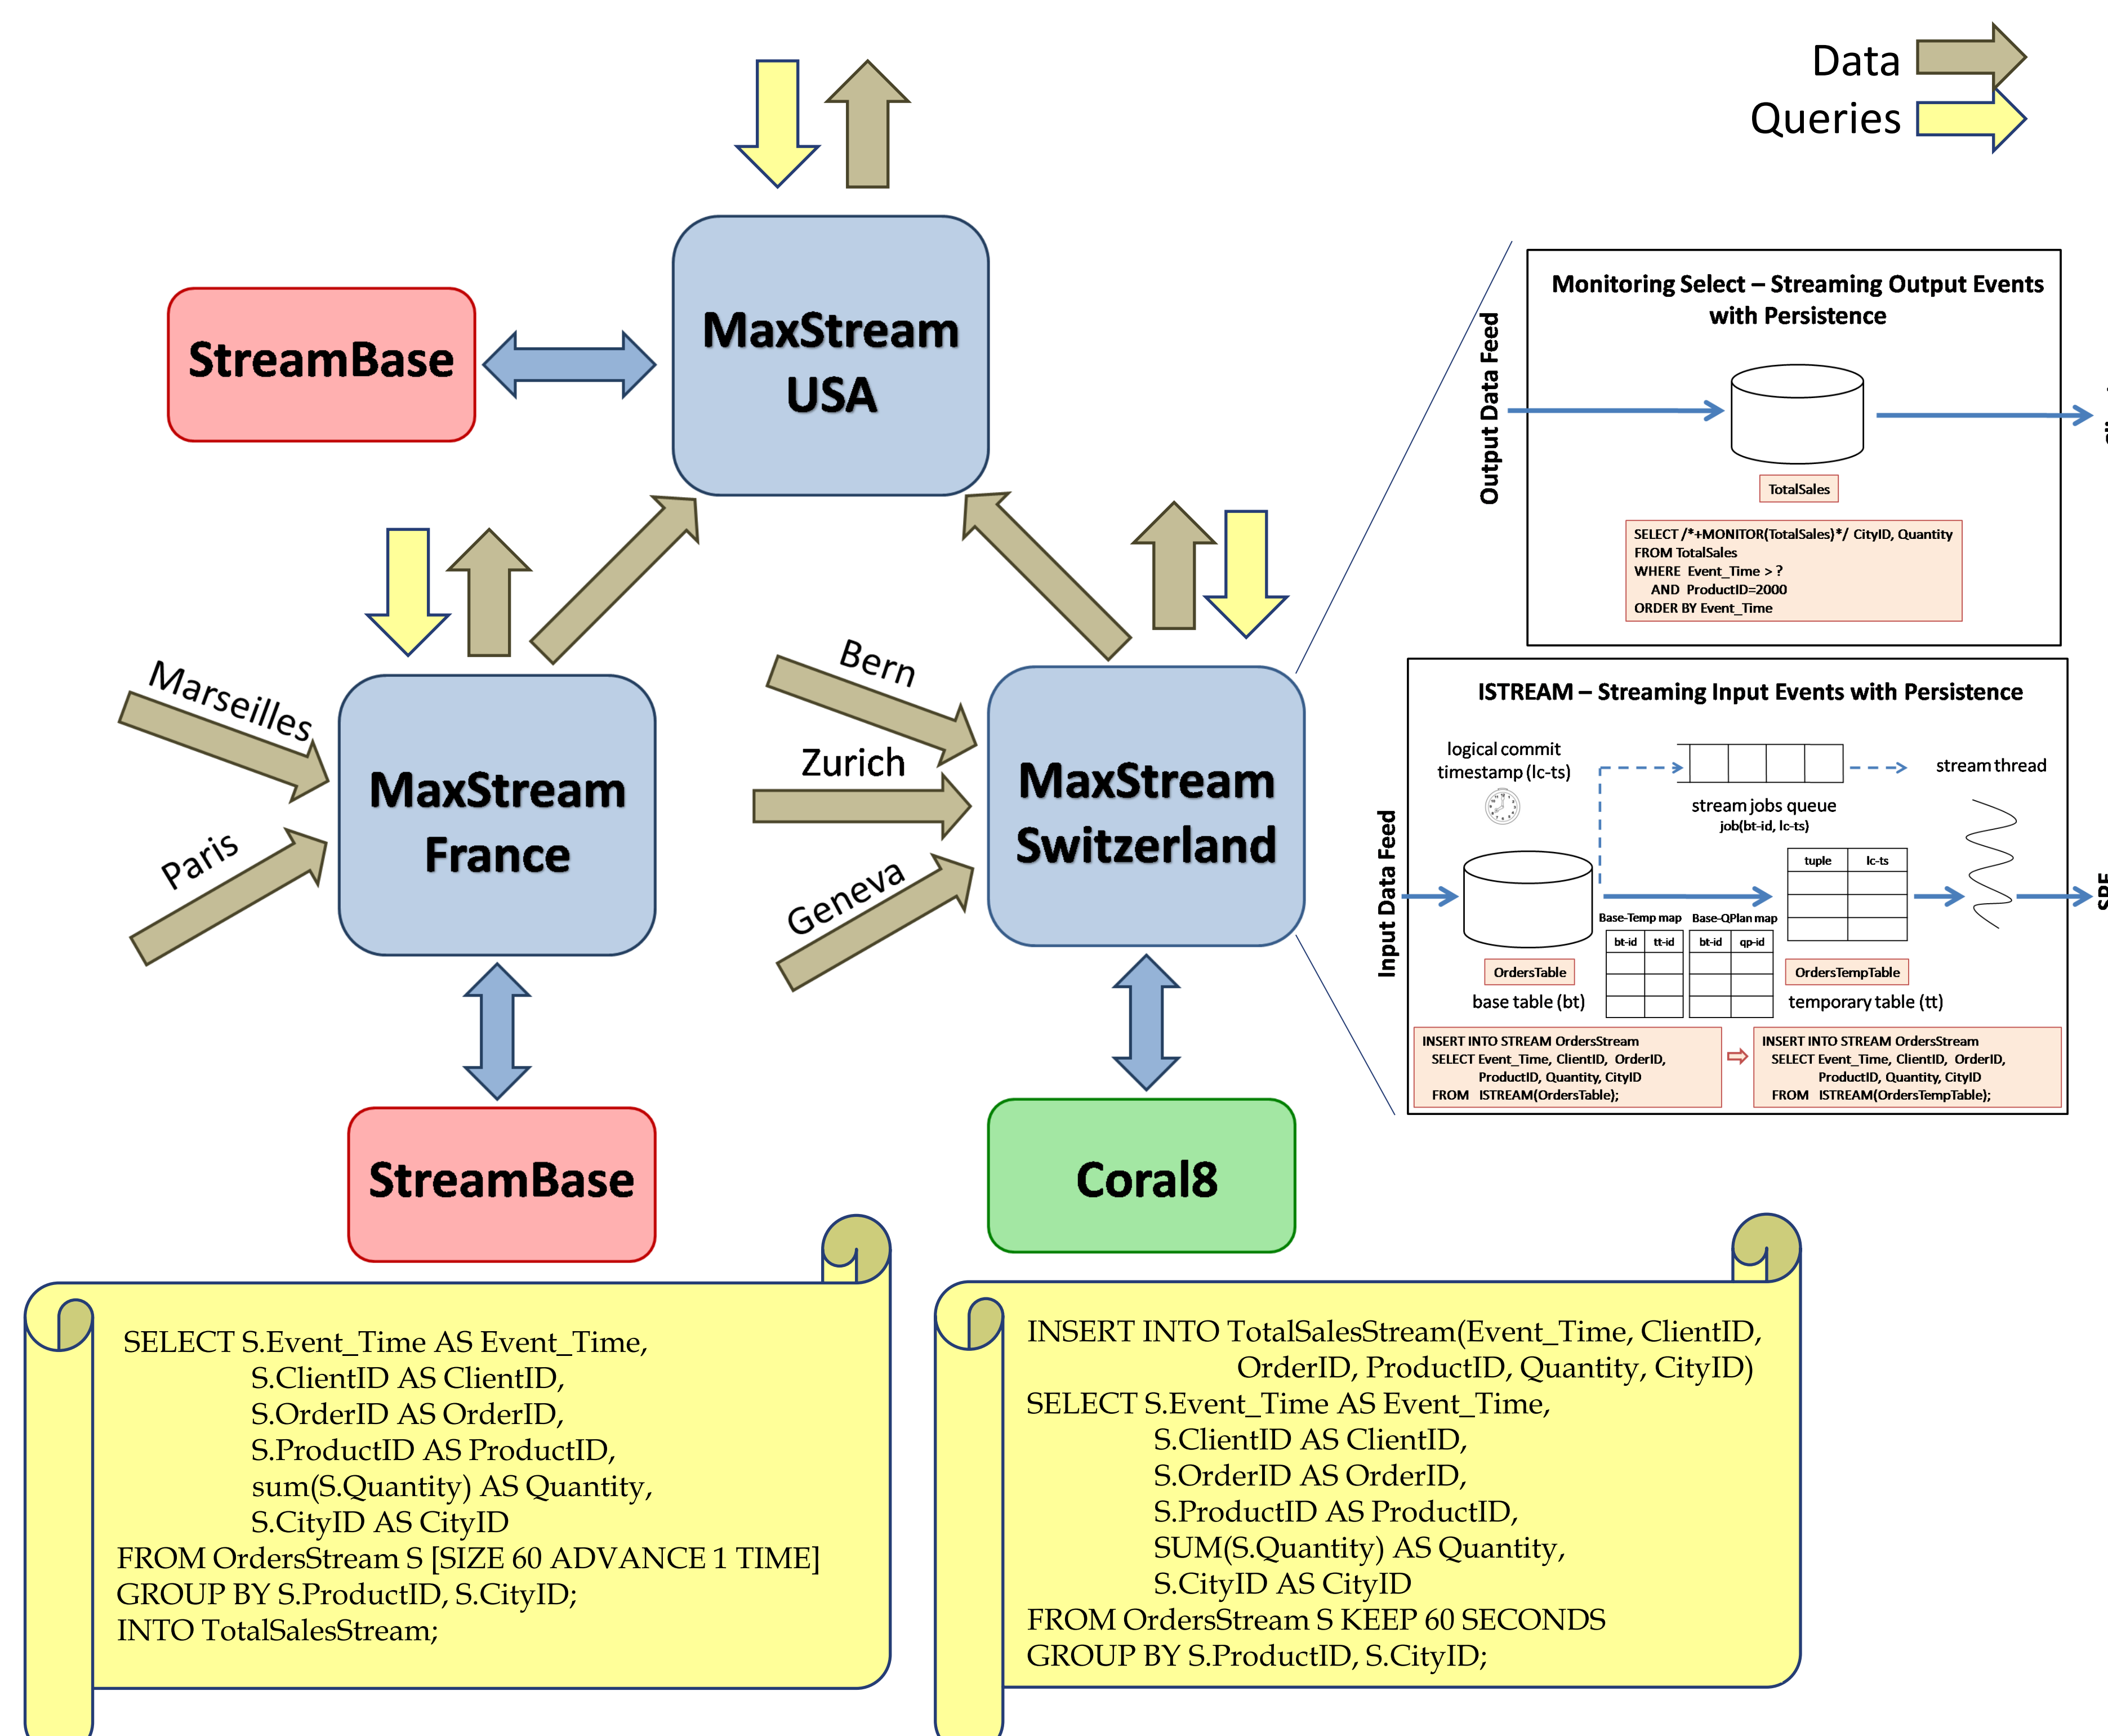 Data
Queries
MaxStream
USA
StreamBase
Marseilles
Paris
MaxStream
France
Bern
Zurich
Geneva
MaxStream
Switzerland
StreamBase
Coral8
Monitoring Select – Streaming Output Events
with Persistence
Output Data Feed
TotalSales
SELECT /*+MONITOR(TotalSales)*/ CityID, Quantity
FROM TotalSales
WHERE Event_Time > ?
AND ProductID=2000
ORDER BY Event_Time
ISTREAM – Streaming Input Events with Persistence
Input Data Feed
logical commit
timestamp (lc-ts)
stream jobs queue
job(bt-id, lc-ts)
stream thread
tuple lc-ts
Base-Temp map Base-QPlan map
bt-id tt-id bt-id qp-id
OrdersTable
base table (bt)
OrdersTempTable
temporary table (tt)
INSERT INTO STREAM OrdersStream
SELECT Event_Time, ClientID, OrderID,
ProductID, Quantity, CityID
FROM ISTREAM(OrdersTable);
INSERT INTO STREAM OrdersStream
SELECT Event_Time, ClientID, OrderID,
ProductID, Quantity, CityID
FROM ISTREAM(OrdersTempTable);
SELECT S.Event_Time AS Event_Time,
S.ClientID AS ClientID,
S.OrderID AS OrderID,
S.ProductID AS ProductID,
sum(S.Quantity) AS Quantity,
S.CityID AS CityID
FROM OrdersStream S [SIZE 60 ADVANCE 1 TIME]
GROUP BY S.ProductID, S.CityID;
INTO TotalSalesStream;
INSERT INTO TotalSalesStream(Event_Time, ClientID,
OrderID, ProductID, Quantity, CityID)
SELECT S.Event_Time AS Event_Time,
S.ClientID AS ClientID,
S.OrderID AS OrderID,
S.ProductID AS ProductID,
SUM(S.Quantity) AS Quantity,
S.CityID AS CityID
FROM OrdersStream S KEEP 60 SECONDS
GROUP BY S.ProductID, S.CityID;